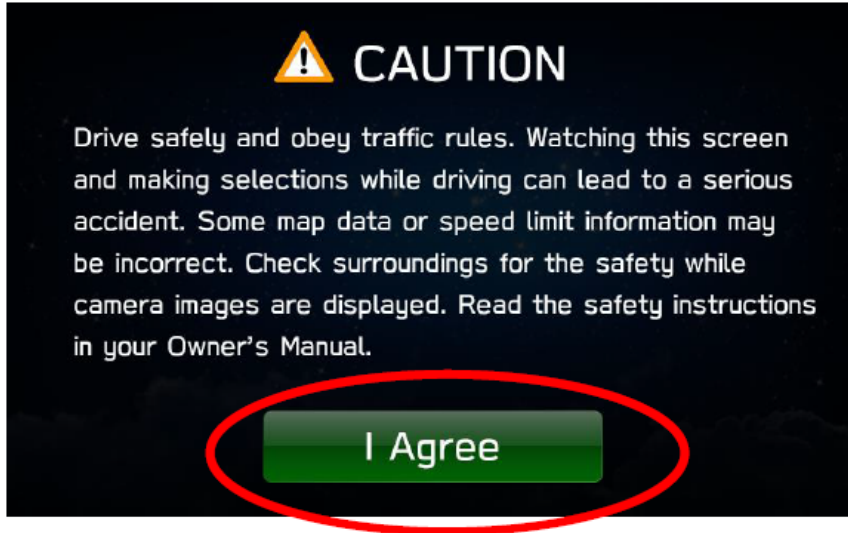 CAUTION
Drive safely and obey traffic rules. Watching this screen
and making selections while driving can lead to a serious
accident. Some map data or speed limit information may
be incorrect. Check surroundings for the safety while
camera images are displayed. Read the safety instructions
in your Owner's Manual.
I Agree